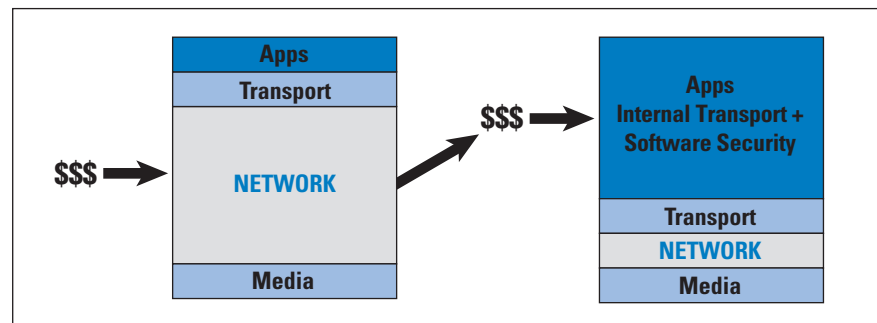 Apps
Transport
$$$
NETWORK
Media
$$$
Apps
Internal Transport +
Software Security
Transport
NETWORK
Media